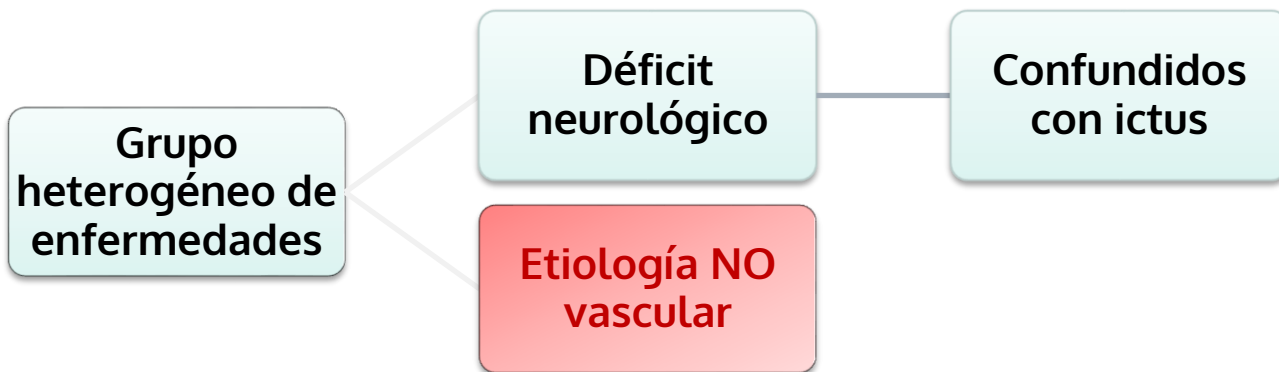 Grupo
heterogéneo de
enfermedades
Déficit
neurológico
Confundidos
con ictus
Etiología NO
vascular